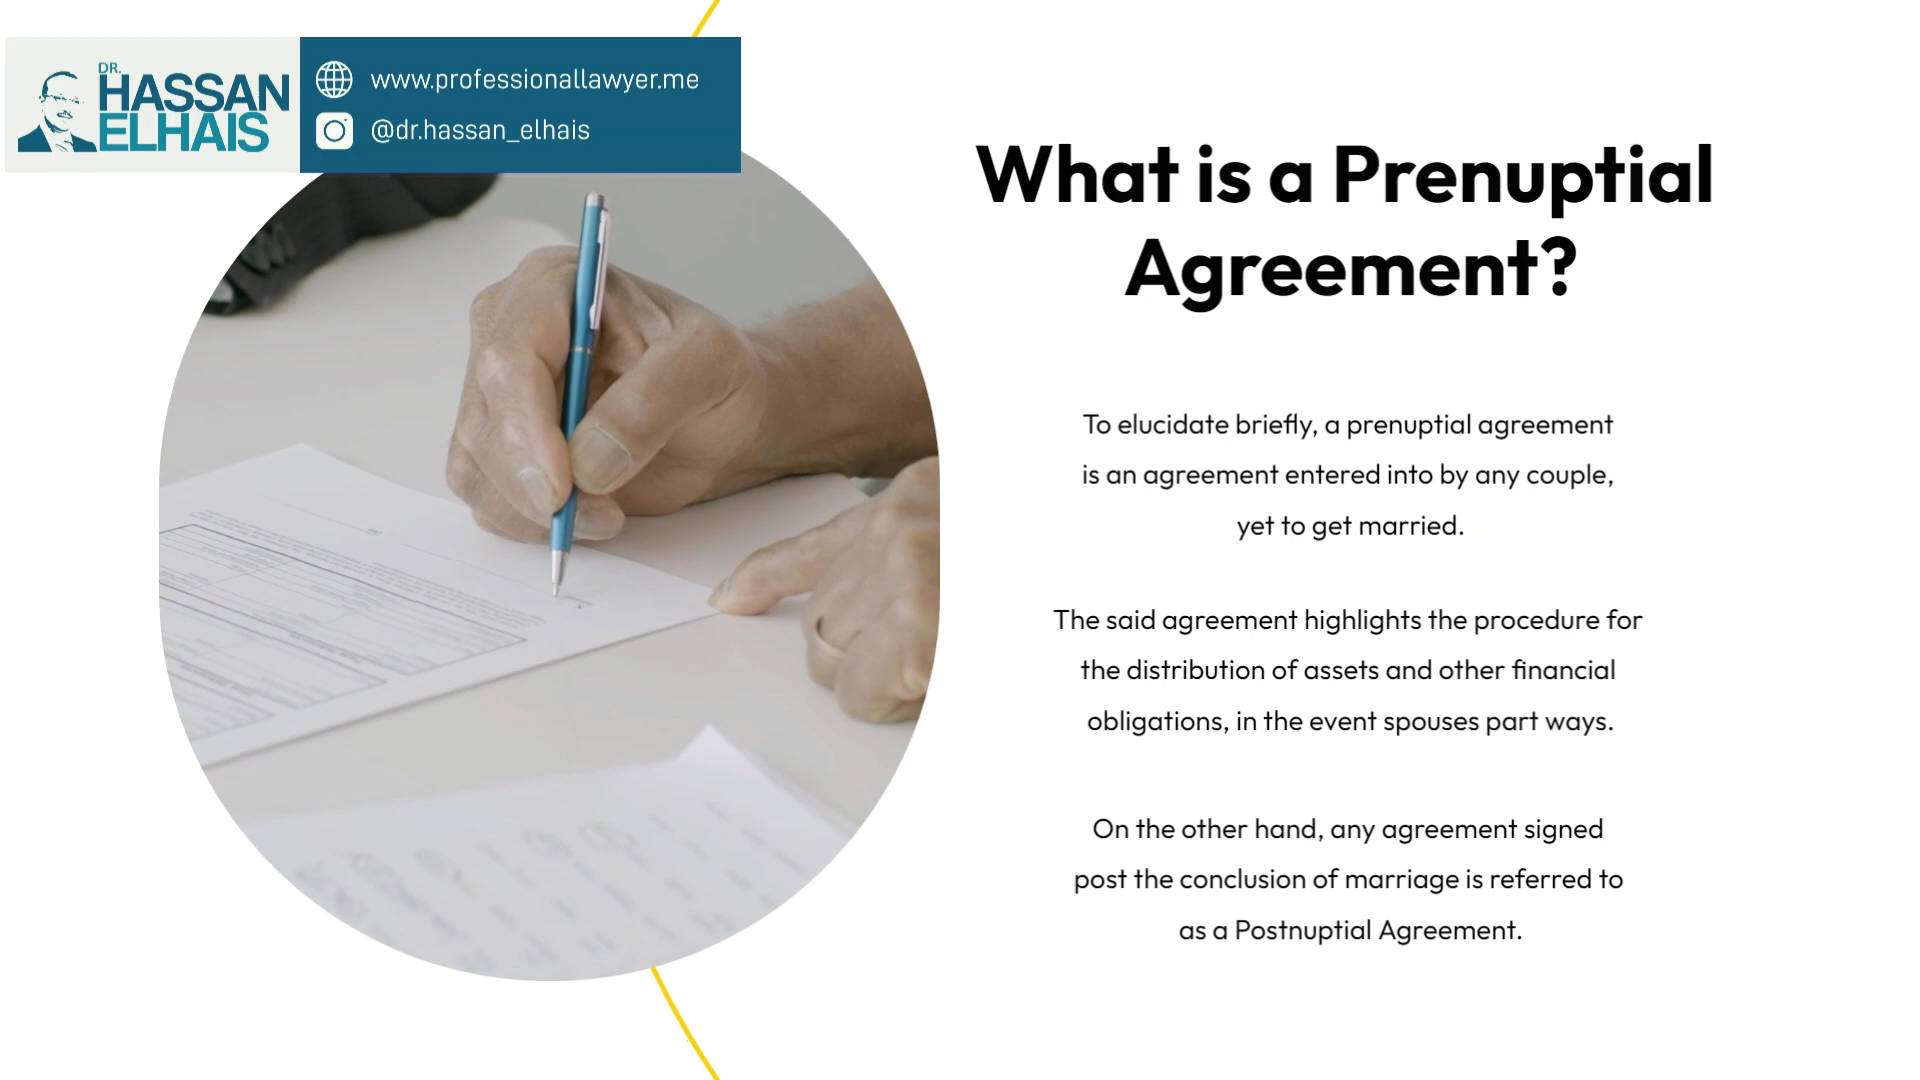 DR.
HASSAN
ELHAIS
www.professionallawyer.me
@dr.hassan_elhais
What is a Prenuptial
Agreement?
To elucidate briefly, a prenuptial agreement
is an agreement entered into by any couple,
yet to get married.
The said agreement highlights the procedure for
the distribution of assets and other financial
obligations, in the event spouses part ways.
On the other hand, any agreement signed
post the conclusion of marriage is referred to
as a Postnuptial Agreement.